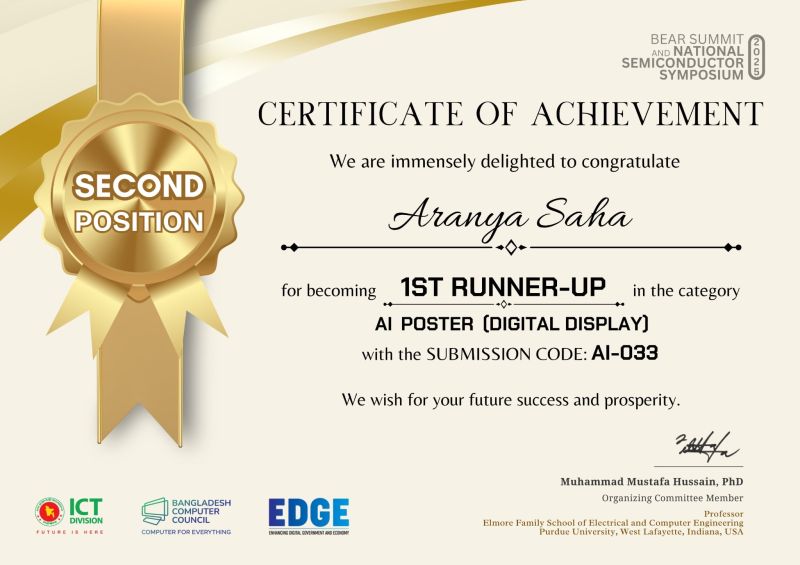 BEAR SUMMIT
AND NATIONAL
SEMICONDUCTOR
SYMPOSIUM
2025
CERTIFICATE OF ACHIEVEMENT
We are immensely delighted to congratulate
SECOND
POSITION
Aranya Saha
for becoming 1ST RUNNER-UP in the category
AI POSTER (DIGITAL DISPLAY)
with the SUBMISSION CODE: AI-033
We wish for your future success and prosperity.
Muhammad Mustafa Hussain, PhD
Organizing Committee Member
Professor
Elmore Family School of Electrical and Computer Engineering
Purdue University, West Lafayette, Indiana, USA
ICT
DIVISION
FUTURE IS HERE
BANGLADESH
COMPUTER
COUNCIL
COMPUTER FOR EVERYTHING
EDGE
ENHANCING DIGITAL GOVERNMENT AND ECONOMY